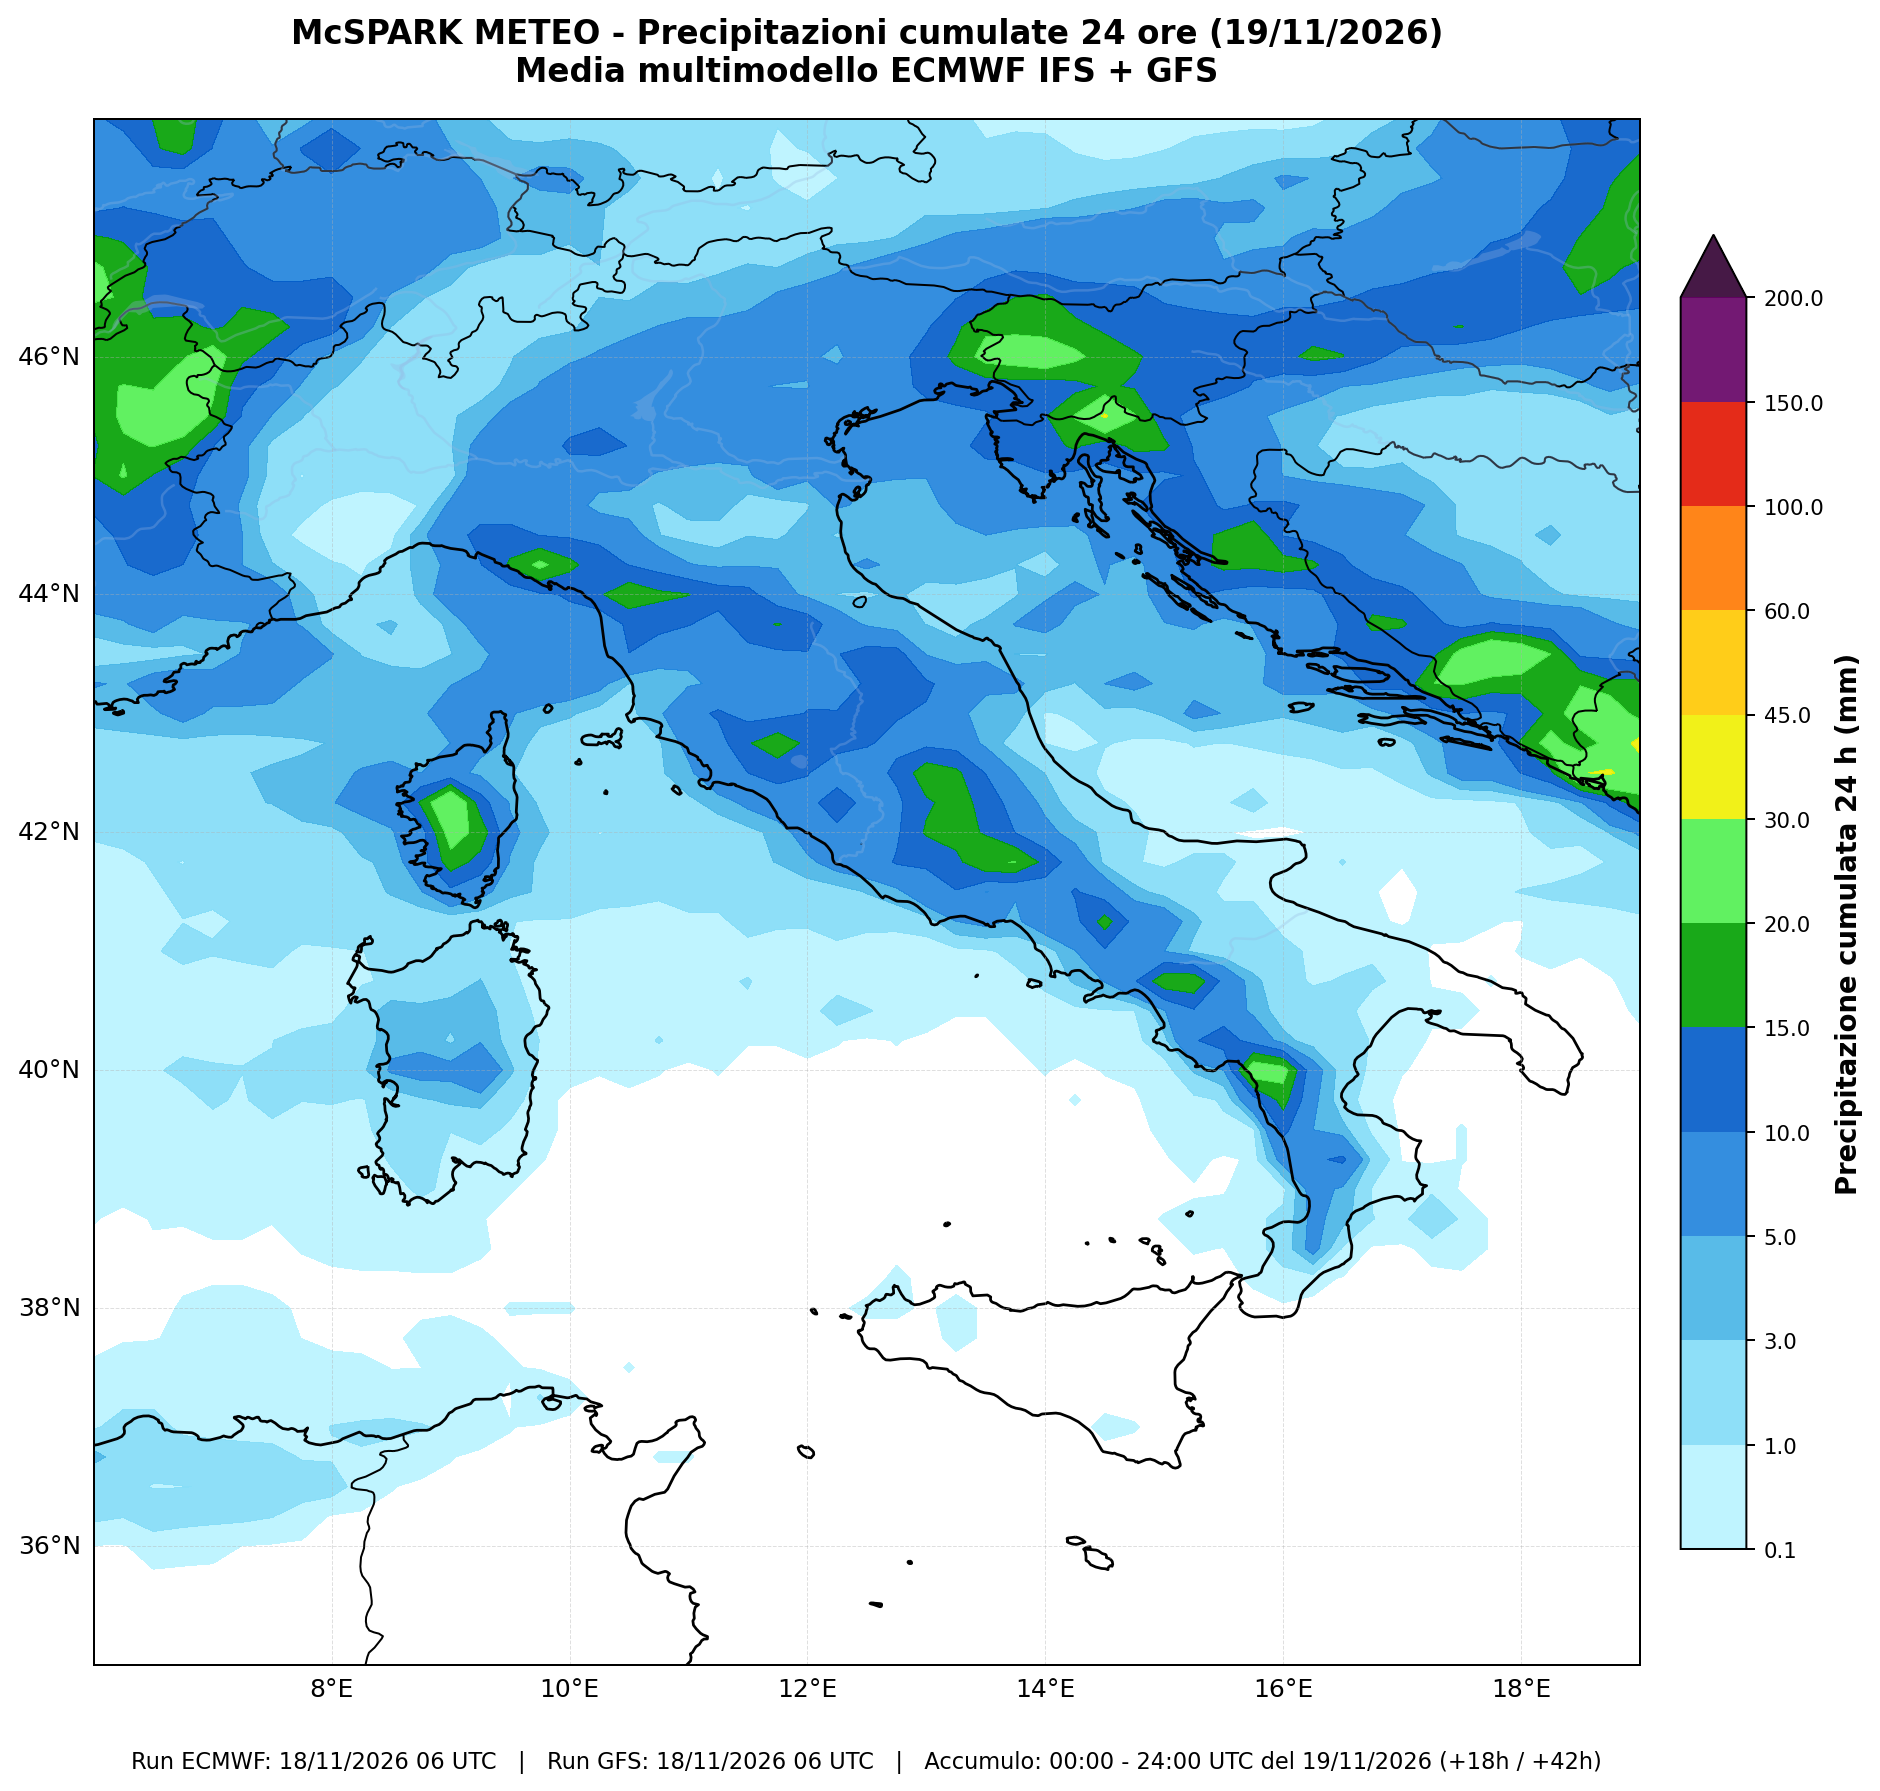 McSPARK METEO - Precipitazioni cumulate 24 ore (19/11/2026)
Media multimodello ECMWF IFS + GFS
46°N
44°N
42°N
40°N
38°N
36°N
8°E
10°E
12°E
14°E
16°E
18°E
200.0
150.0
100.0
60.0
45.0
30.0
20.0
15.0
10.0
5.0
3.0
1.0
0.1
Precipitazione cumulata 24 h (mm)
Run ECMWF: 18/11/2026 06 UTC | Run GFS: 18/11/2026 06 UTC | Accumulo: 00:00 - 24:00 UTC del 19/11/2026 (+18h / +42h)